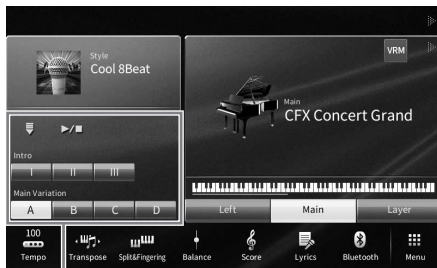 Style
Cool 8Beat
VRM
Main
CFX Concert Grand
Intro
I II III
Main Variation
A B C D
Left Main Layer
100
Tempo Transpose Split&Fingering Balance Score Lyrics Bluetooth Menu